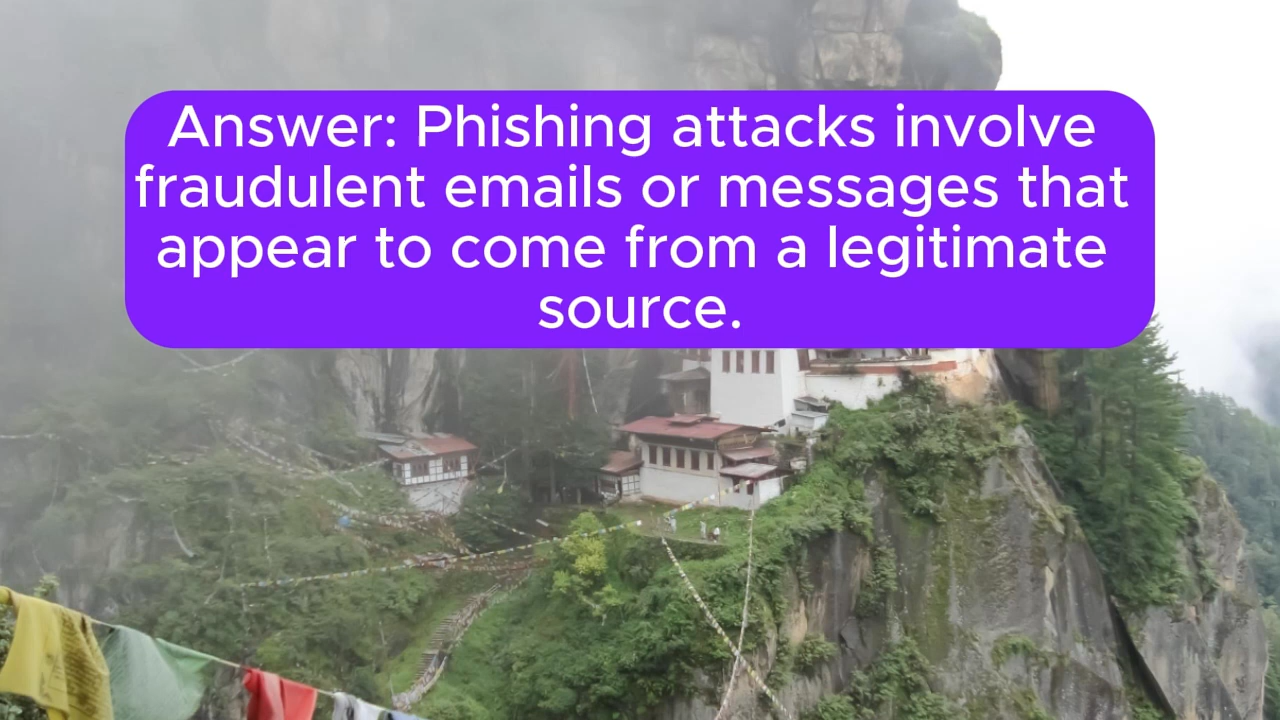 Answer: Phishing attacks involve
fraudulent emails or messages that
appear to come from a legitimate
source.